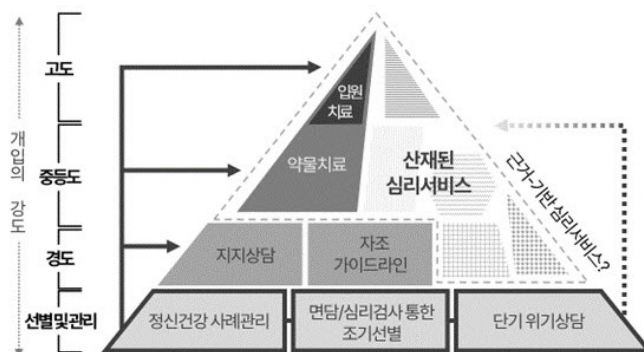 고도
중등도
경도
선별 및 관리
개입의 강도
입원
치료
약물치료
산재된
심리서비스
근거-기반 심리서비스?
지지상담
자조
가이드라인
정신건강 사례관리
면담/심리검사 통한
조기선별
단기 위기상담